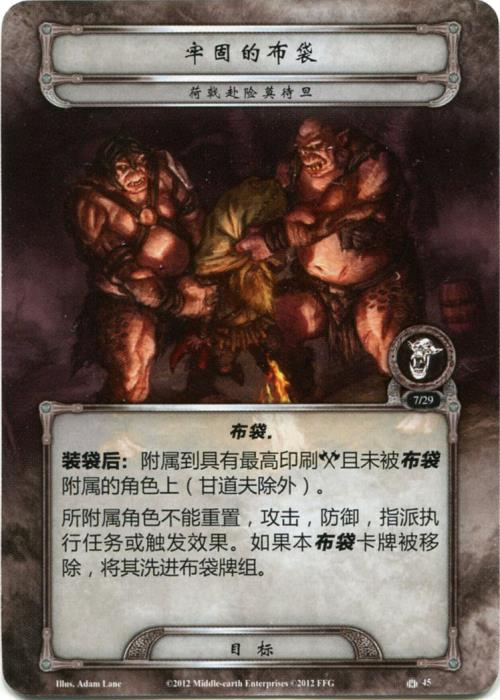 牢固的布袋
荷戟赴险莫待旦
7/29
布袋.
装袋后：附属到具有最高印刷且未被布袋
附属的角色上（甘道夫除外）。
所附属角色不能重置，攻击，防御，指派执
行任务或触发效果。如果本布袋卡牌被移
除，将其洗进布袋牌组。
目标
Illus. Adam Lane ©2012 Middle-earth Enterprises ©2012 FFG 45